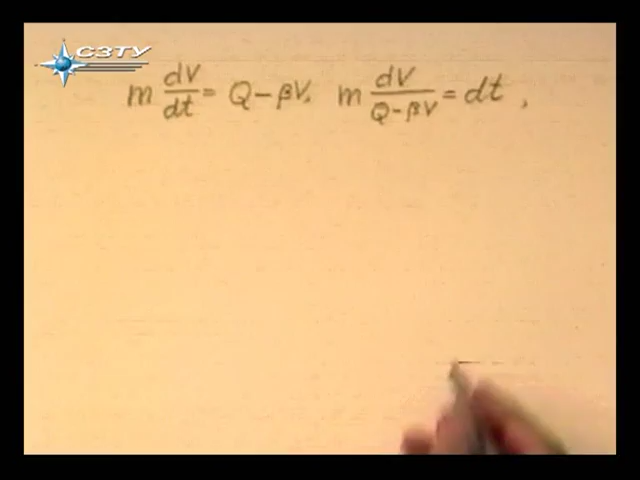 СЗТУ
m dV/dt = Q − βV, m dV/(Q − βV) = dt ,